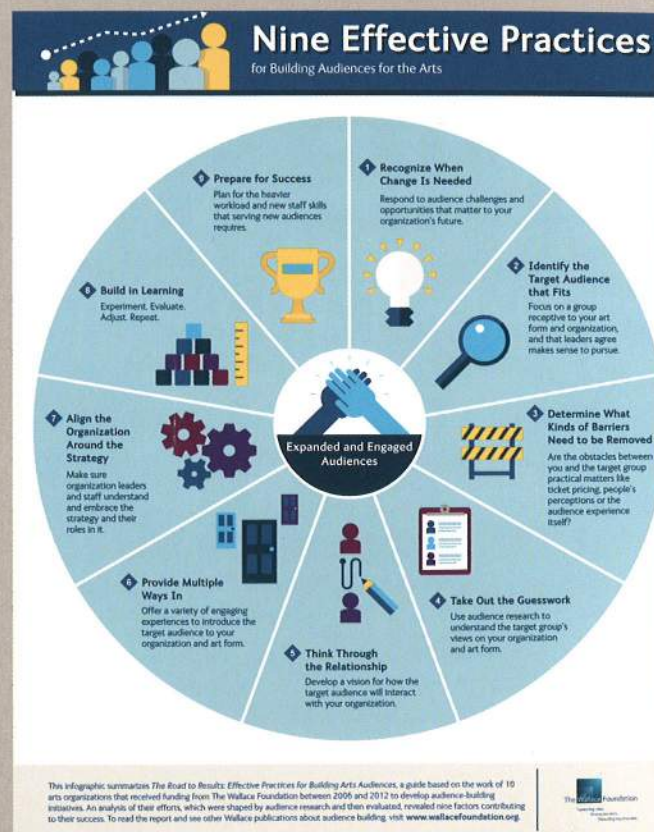 Nine Effective Practices
for Building Audiences for the Arts
1 Recognize When
Change Is Needed
Respond to audience challenges and
opportunities that matter to your
organization's future.
2 Identify the
Target Audience
that Fits
Focus on a group
receptive to your art
form and organization,
and that leaders agree
makes sense to pursue.
3 Determine What
Kinds of Barriers
Need to be Removed
Are the obstacles between
you and the target group
practical matters like
ticket pricing, people's
perceptions or the
audience experience
itself?
4 Take Out the Guesswork
Use audience research to
understand the target group's
views on your organization
and art form.
5 Think Through
the Relationship
Develop a vision for how the
target audience will interact
with your organization.
6 Provide Multiple
Ways In
Offer a variety of engaging
experiences to introduce the
target audience to your
organization and art form.
7 Align the
Organization
Around the
Strategy
Make sure
organization leaders
and staff understand
and embrace the
strategy and their
roles in it.
8 Build in Learning
Experiment. Evaluate.
Adjust. Repeat.
9 Prepare for Success
Plan for the heavier
workload and new staff skills
that serving new audiences
requires.
Expanded and Engaged
Audiences
This infographic summarizes The Road to Results: Effective Practices for Building Arts Audiences, a guide based on the work of 10
arts organizations that received funding from The Wallace Foundation between 2006 and 2012 to develop audience-building
initiatives. An analysis of their efforts, which were shaped by audience research and then evaluated, revealed nine factors contributing
to their success. To read the report and see other Wallace publications about audience building, visit www.wallacefoundation.org.
The Wallace Foundation